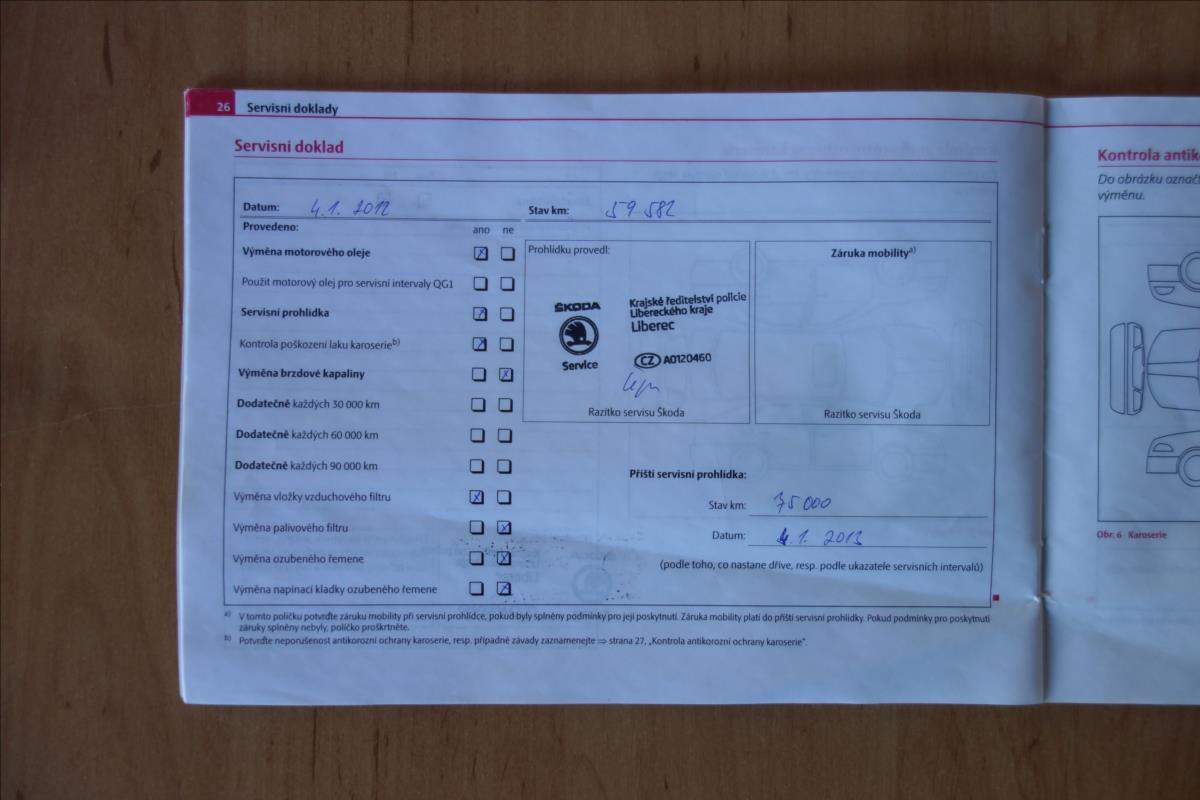 26 Servisní doklady
Servisní doklad
Datum: 4.1. 2012 Stav km: 59 582
Provedeno: ano ne
Výměna motorového oleje
Použit motorový olej pro servisní intervaly QG1
Servisní prohlídka
Kontrola poškození laku karoserie b)
Výměna brzdové kapaliny
Dodatečně každých 30 000 km
Dodatečně každých 60 000 km
Dodatečně každých 90 000 km
Výměna vložky vzduchového filtru
Výměna palivového filtru
Výměna ozubeného řemene
Výměna napínací kladky ozubeného řemene
Prohlídku provedl:
ŠKODA
Service
Krajské ředitelství policie
Libereckého kraje
Liberec
CZ A0120460
Razítko servisu Škoda
Záruka mobility a)
Razítko servisu Škoda
Příští servisní prohlídka:
Stav km: 75 000
Datum: 4.1. 2013
(podle toho, co nastane dříve, resp. podle ukazatele servisních intervalů)
a) V tomto políčku potvrďte záruku mobility při servisní prohlídce, pokud byly splněny podmínky pro její poskytnutí. Záruka mobility platí do příští servisní prohlídky. Pokud podmínky pro poskytnutí
záruky splněny nebyly, políčko proškrtněte.
b) Potvrďte neporušenost antikorozní ochrany karoserie, resp. případné závady zaznamenejte ⇒ strana 27, „Kontrola antikorozní ochrany karoserie".
Kontrola antik
Do obrázku označt
výměnu.
Obr. 6 Karoserie